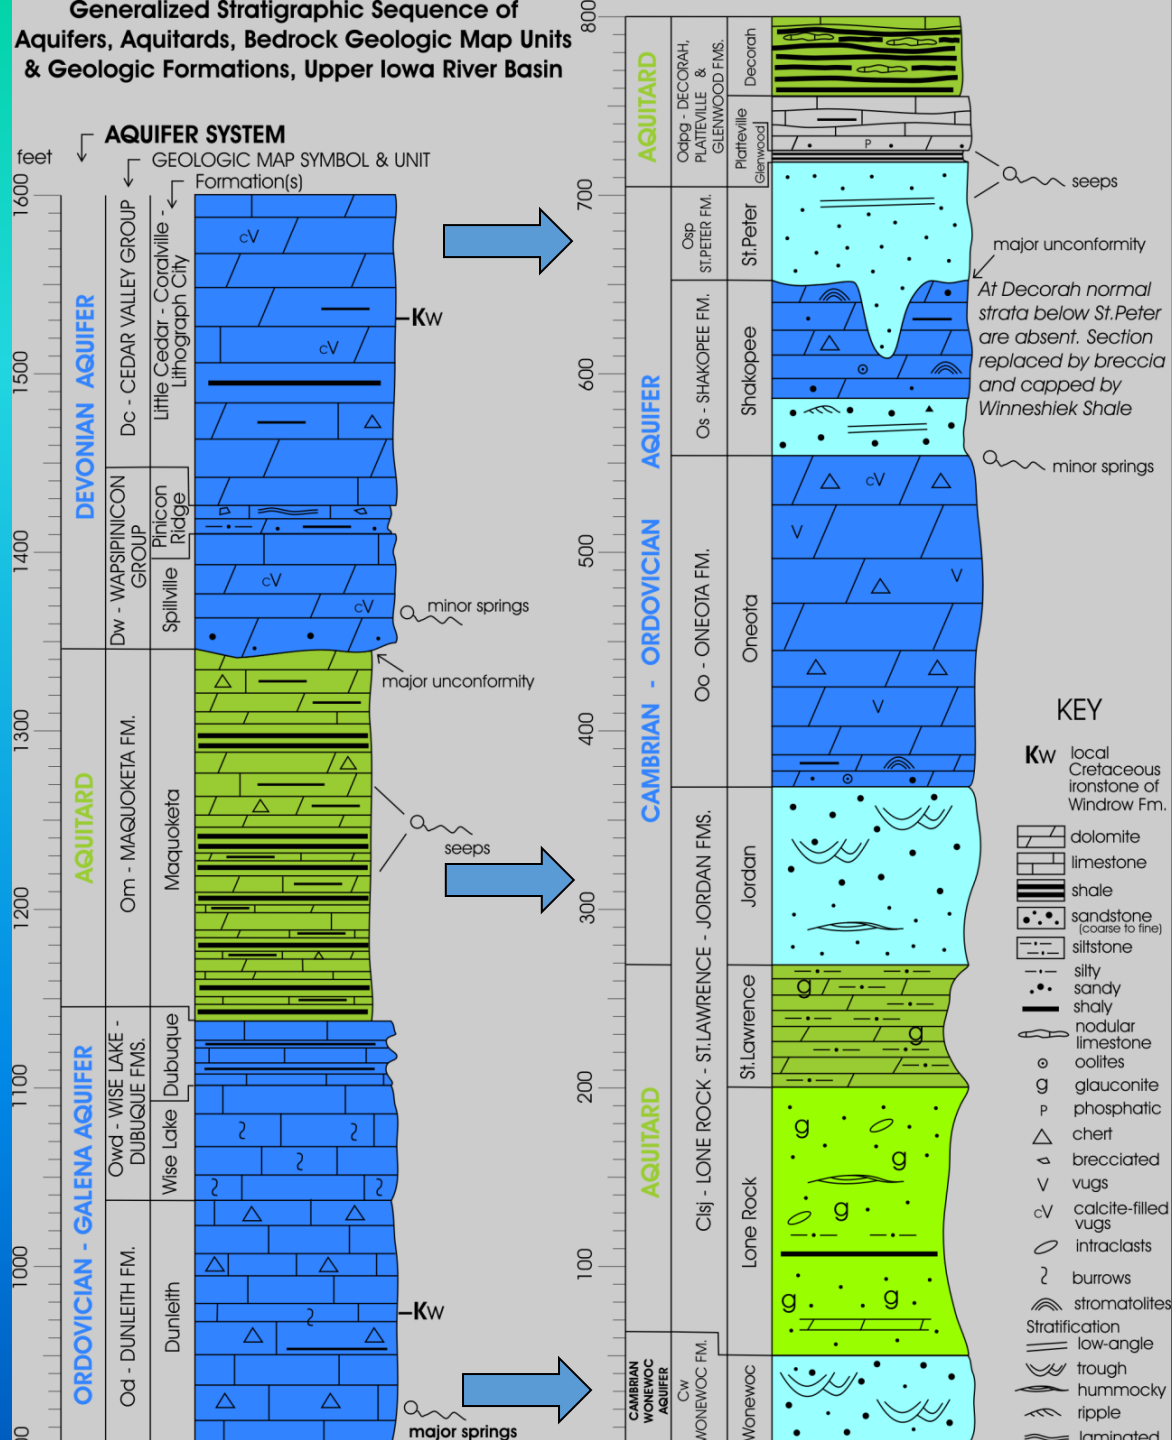 Generalized Stratigraphic Sequence of
Aquifers, Aquitards, Bedrock Geologic Map Units
& Geologic Formations, Upper Iowa River Basin
AQUIFER SYSTEM
feet
GEOLOGIC MAP SYMBOL & UNIT
Formation(s)
1600
1500
1400
1300
1200
1100
1000
DEVONIAN AQUIFER
Dc - CEDAR VALLEY GROUP
Little Cedar - Coralville -
Lithograph City
cV
Kw
cV
Dw - WAPSIPINICON
GROUP
Pinicon
Ridge
Spillville
cV
cV
minor springs
major unconformity
AQUITARD
Om - MAQUOKETA FM.
Maquoketa
seeps
ORDOVICIAN - GALENA AQUIFER
Owd - WISE LAKE -
DUBUQUE FMS.
Dubuque
Wise Lake
Od - DUNLEITH FM.
Dunleith
Kw
major springs
800
700
600
500
400
300
200
100
AQUITARD
Odpg - DECORAH,
PLATTEVILLE &
GLENWOOD FMS.
Decorah
Platteville
Glenwood
P
seeps
CAMBRIAN - ORDOVICIAN AQUIFER
Osp
ST.PETER FM.
St.Peter
major unconformity
At Decorah normal
strata below St.Peter
are absent. Section
replaced by breccia
and capped by
Winneshiek Shale
Os - SHAKOPEE FM.
Shakopee
minor springs
Oo - ONEOTA FM.
Oneota
cV
V
V
V
Clsj - LONE ROCK - ST.LAWRENCE - JORDAN FMS.
Jordan
AQUITARD
St.Lawrence
g
g
Lone Rock
g
g
g
g
g
CAMBRIAN
WONEWOC
AQUIFER
Cw
WONEWOC FM.
Wonewoc
KEY
Kw local
Cretaceous
ironstone of
Windrow Fm.
dolomite
limestone
shale
sandstone
(coarse to fine)
siltstone
silty
sandy
shaly
nodular
limestone
oolites
g glauconite
P phosphatic
chert
brecciated
V vugs
cV calcite-filled
vugs
intraclasts
burrows
stromatolites
Stratification
low-angle
trough
hummocky
ripple
laminated